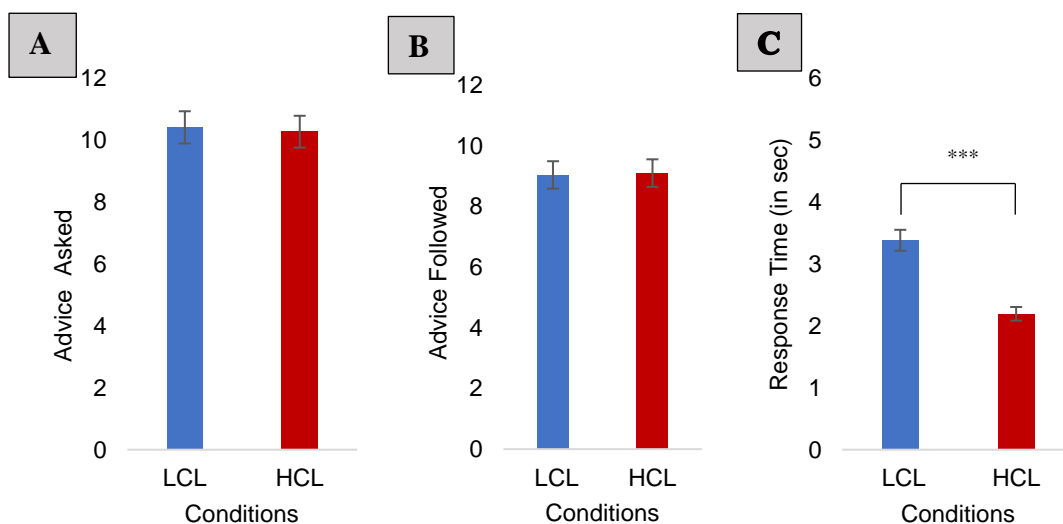 A
12
10
8
6
4
2
0
Advice Asked
LCL HCL
Conditions
B
12
10
8
6
4
2
0
Advice Followed
LCL HCL
Conditions
C
6
5
4
3
2
1
0
Response Time (in sec)
***
LCL HCL
Conditions